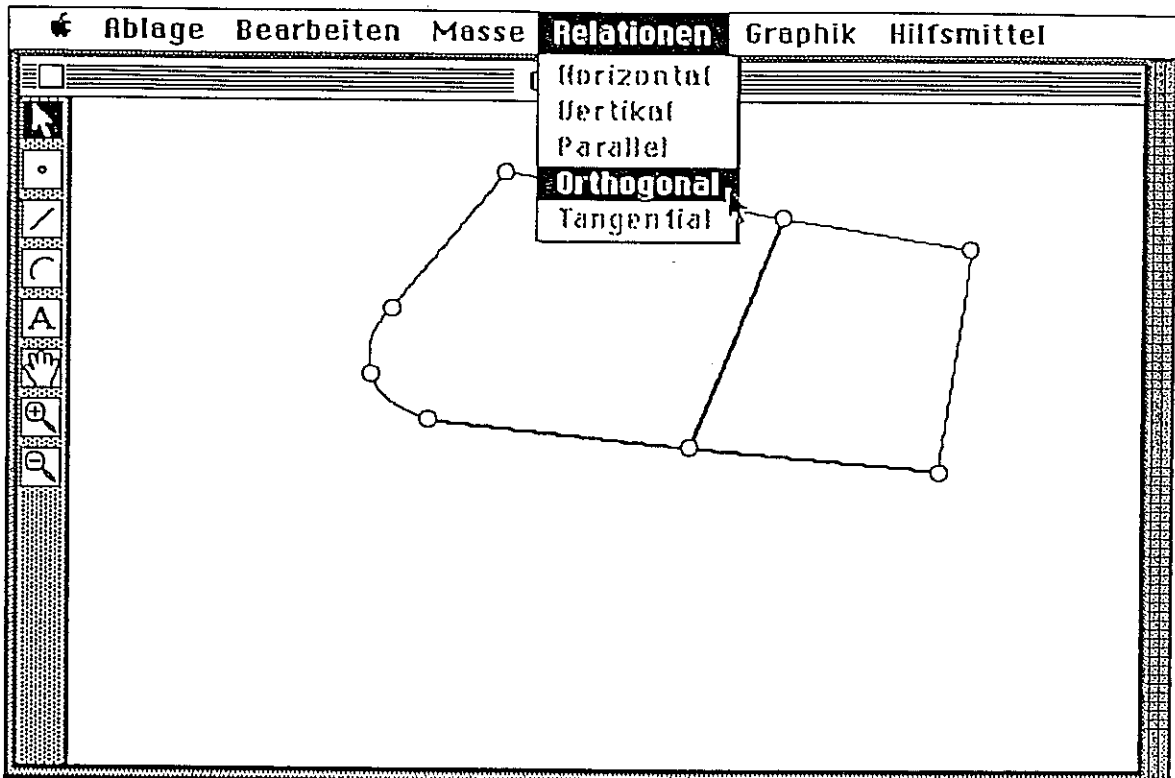 Ablage Bearbeiten Masse Relationen Graphik Hilfsmittel
Horizontal
Vertikal
Parallel
Orthogonal
Tangential
A